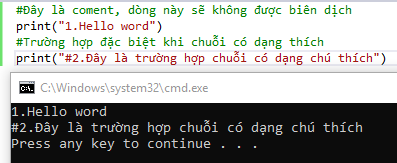 #Đây là coment, dòng này sẽ không được biên dịch
print("1.Hello word")
#Trường hợp đặc biệt khi chuỗi có dạng thích
print("#2.Đây là trường hợp chuỗi có dạng chú thích")
C:\Windows\system32\cmd.exe
1.Hello word
#2.Đây là trường hợp chuỗi có dạng chú thích
Press any key to continue . . .